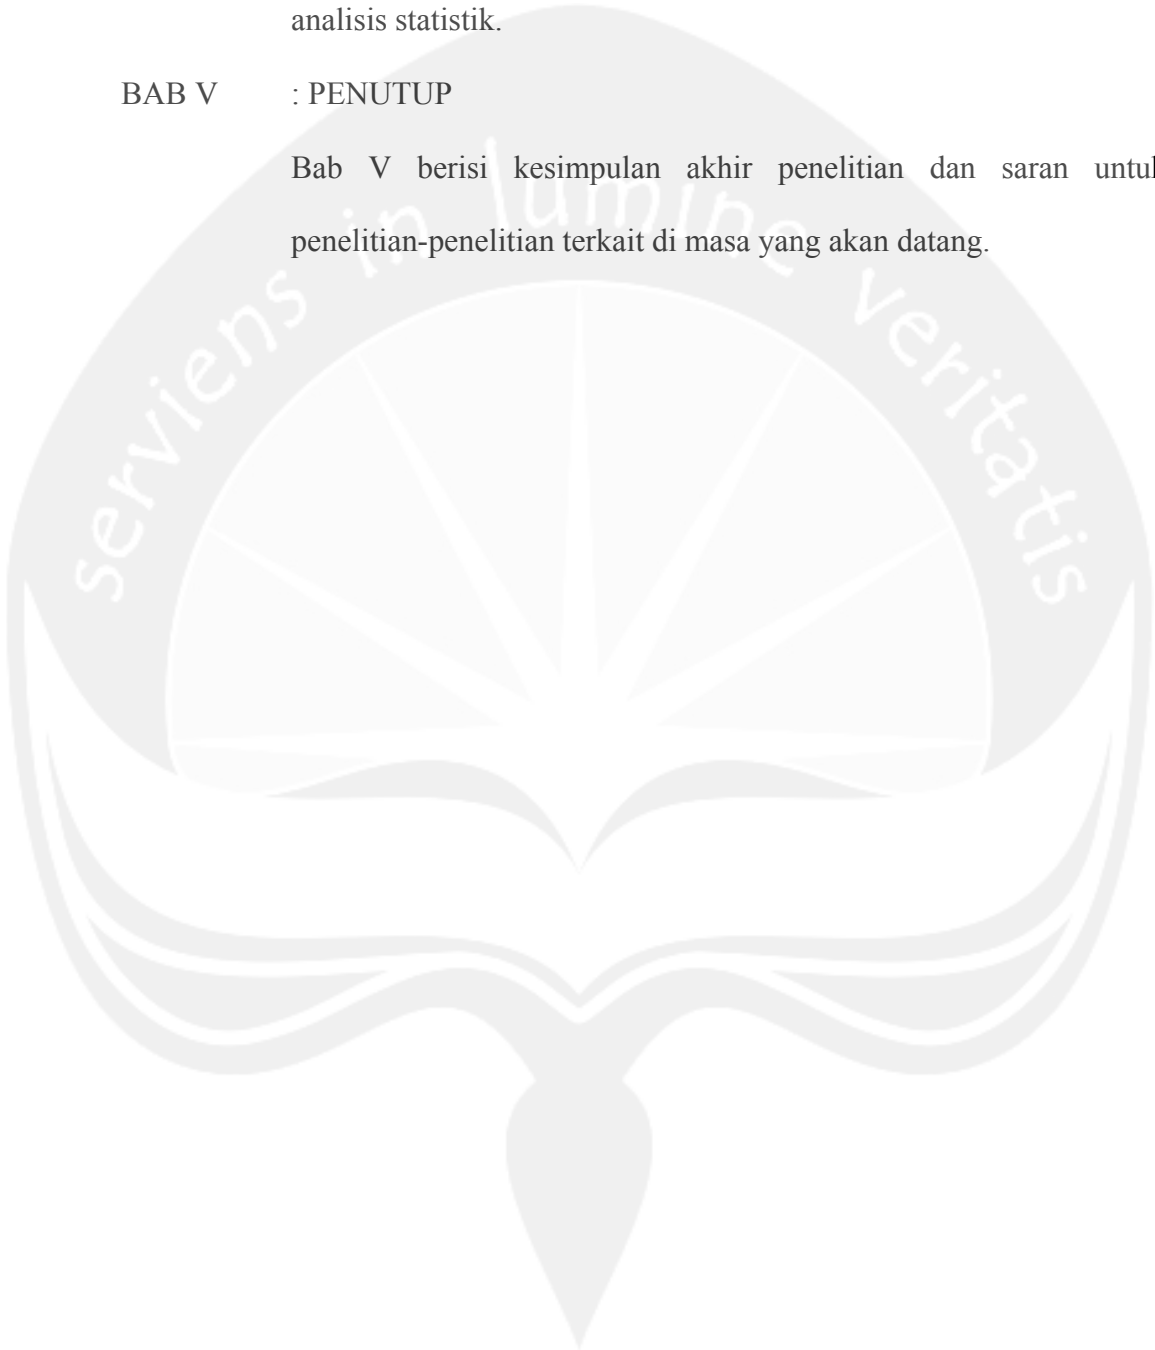 analisis statistik.
BAB V : PENUTUP
Bab V berisi kesimpulan akhir penelitian dan saran untuk
penelitian-penelitian terkait di masa yang akan datang.
serviens in lumine veritatis